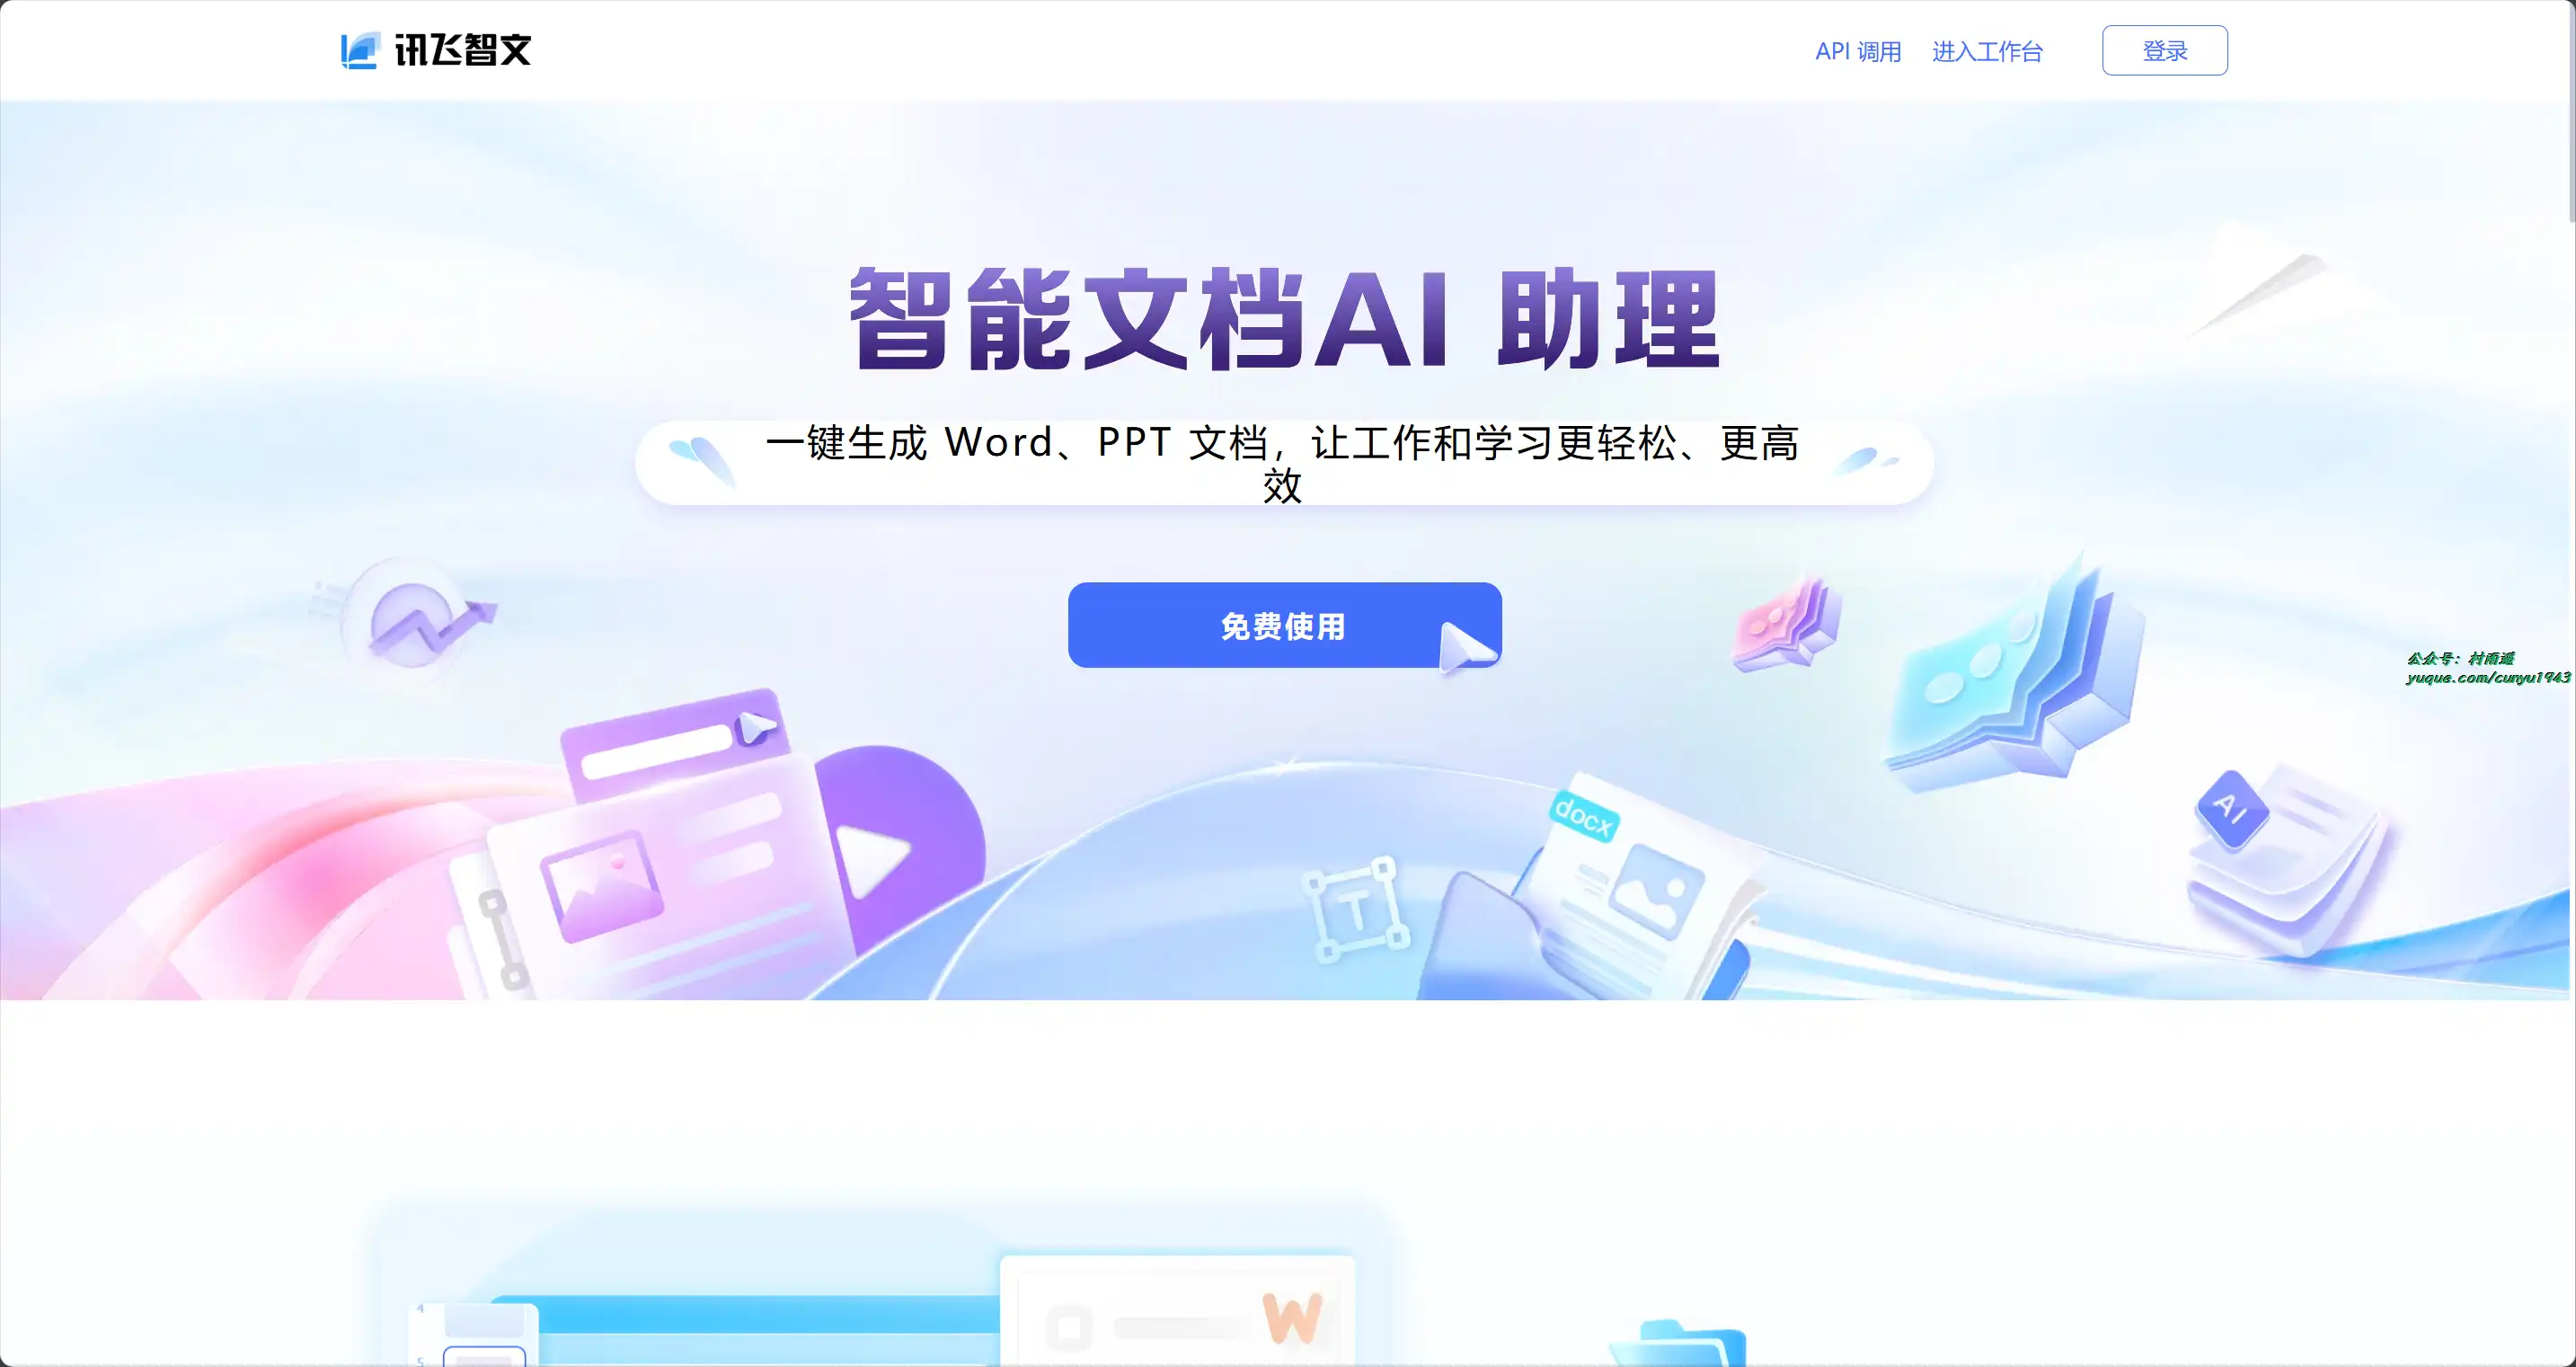 讯飞智文
API 调用
进入工作台
登录
智能文档AI 助理
一键生成 Word、PPT 文档，让工作和学习更轻松、更高
效
免费使用
公众号：村雨遥
yuque.com/cunyu1943
docx
T
AI
W
4
5